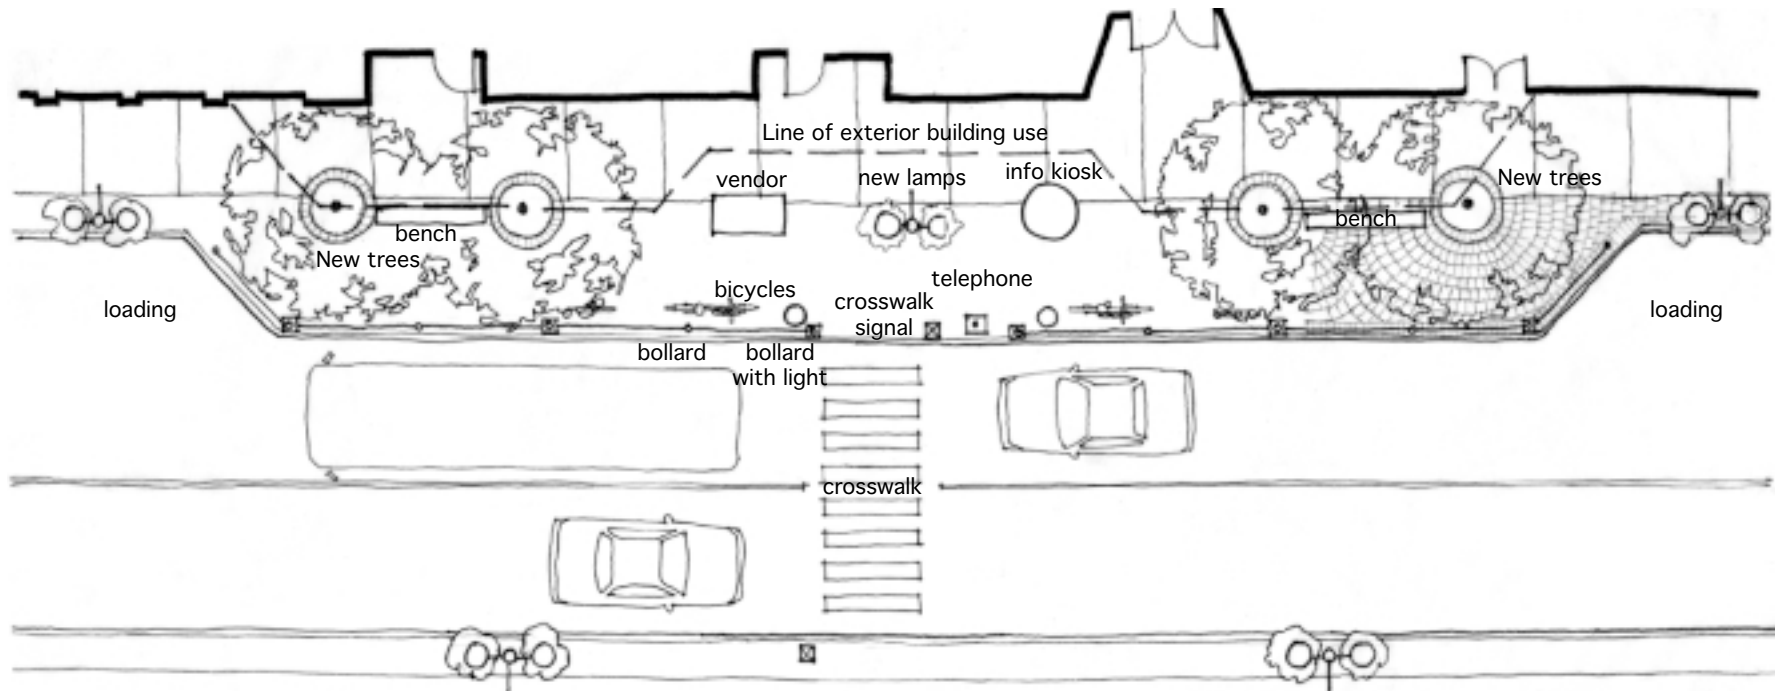 Line of exterior building use
vendor
new lamps
info kiosk
New trees
bench
bench
New trees
telephone
bicycles
crosswalk
signal
loading
loading
bollard
bollard
with light
crosswalk